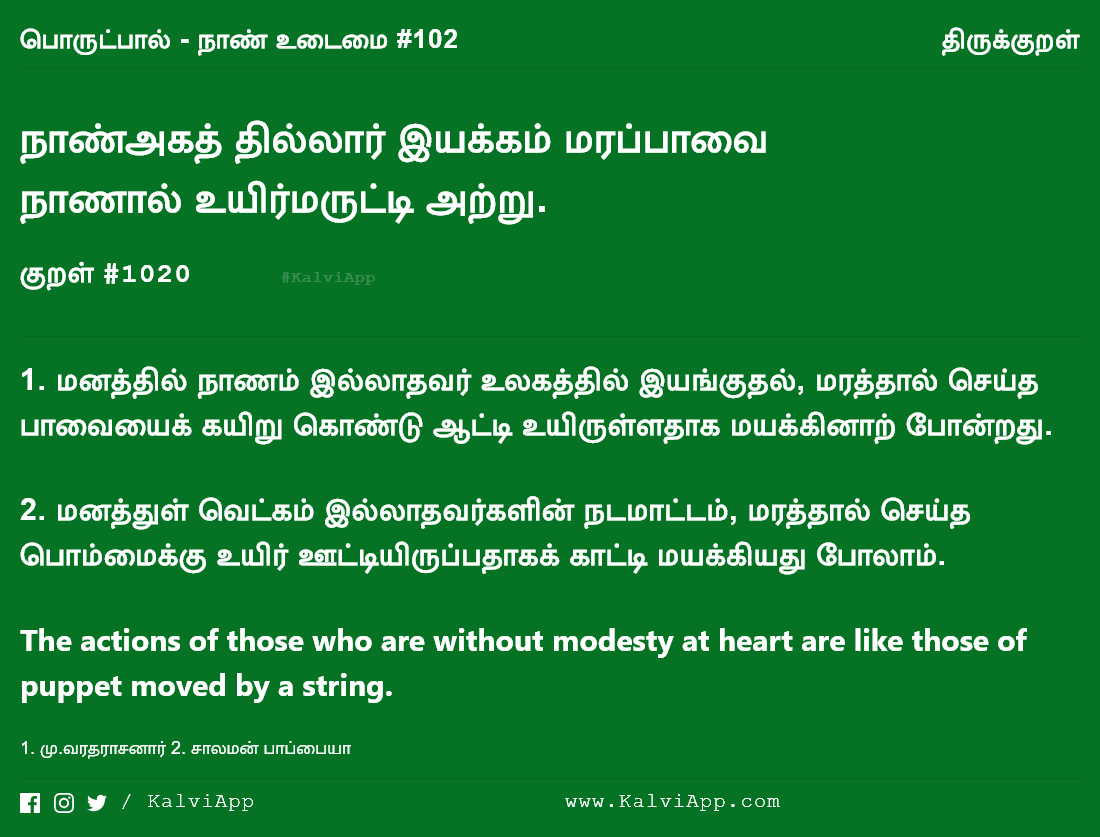 பொருட்பால் - நாண் உடைமை #102 திருக்குறள்
நாண்அகத் தில்லார் இயக்கம் மரப்பாவை
நாணால் உயிர்மருட்டி அற்று.
குறள் #1020 #KalviApp
1. மனத்தில் நாணம் இல்லாதவர் உலகத்தில் இயங்குதல், மரத்தால் செய்த
பாவையைக் கயிறு கொண்டு ஆட்டி உயிருள்ளதாக மயக்கினாற் போன்றது.
2. மனத்துள் வெட்கம் இல்லாதவர்களின் நடமாட்டம், மரத்தால் செய்த
பொம்மைக்கு உயிர் ஊட்டியிருப்பதாகக் காட்டி மயக்கியது போலாம்.
The actions of those who are without modesty at heart are like those of
puppet moved by a string.
1. மு.வரதராசனார் 2. சாலமன் பாப்பையா
/ KalviApp www.KalviApp.com